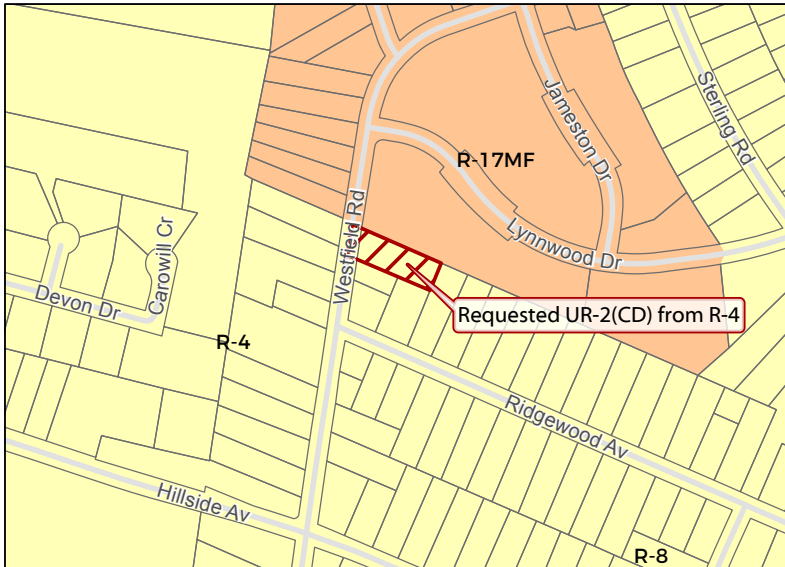 Sterling Rd
Jameston Dr
R-17MF
Westfield Rd
Carowill Cr
Lynnwood Dr
Devon Dr
Requested UR-2(CD) from R-4
R-4
Ridgewood Av
Hillside Av
R-8